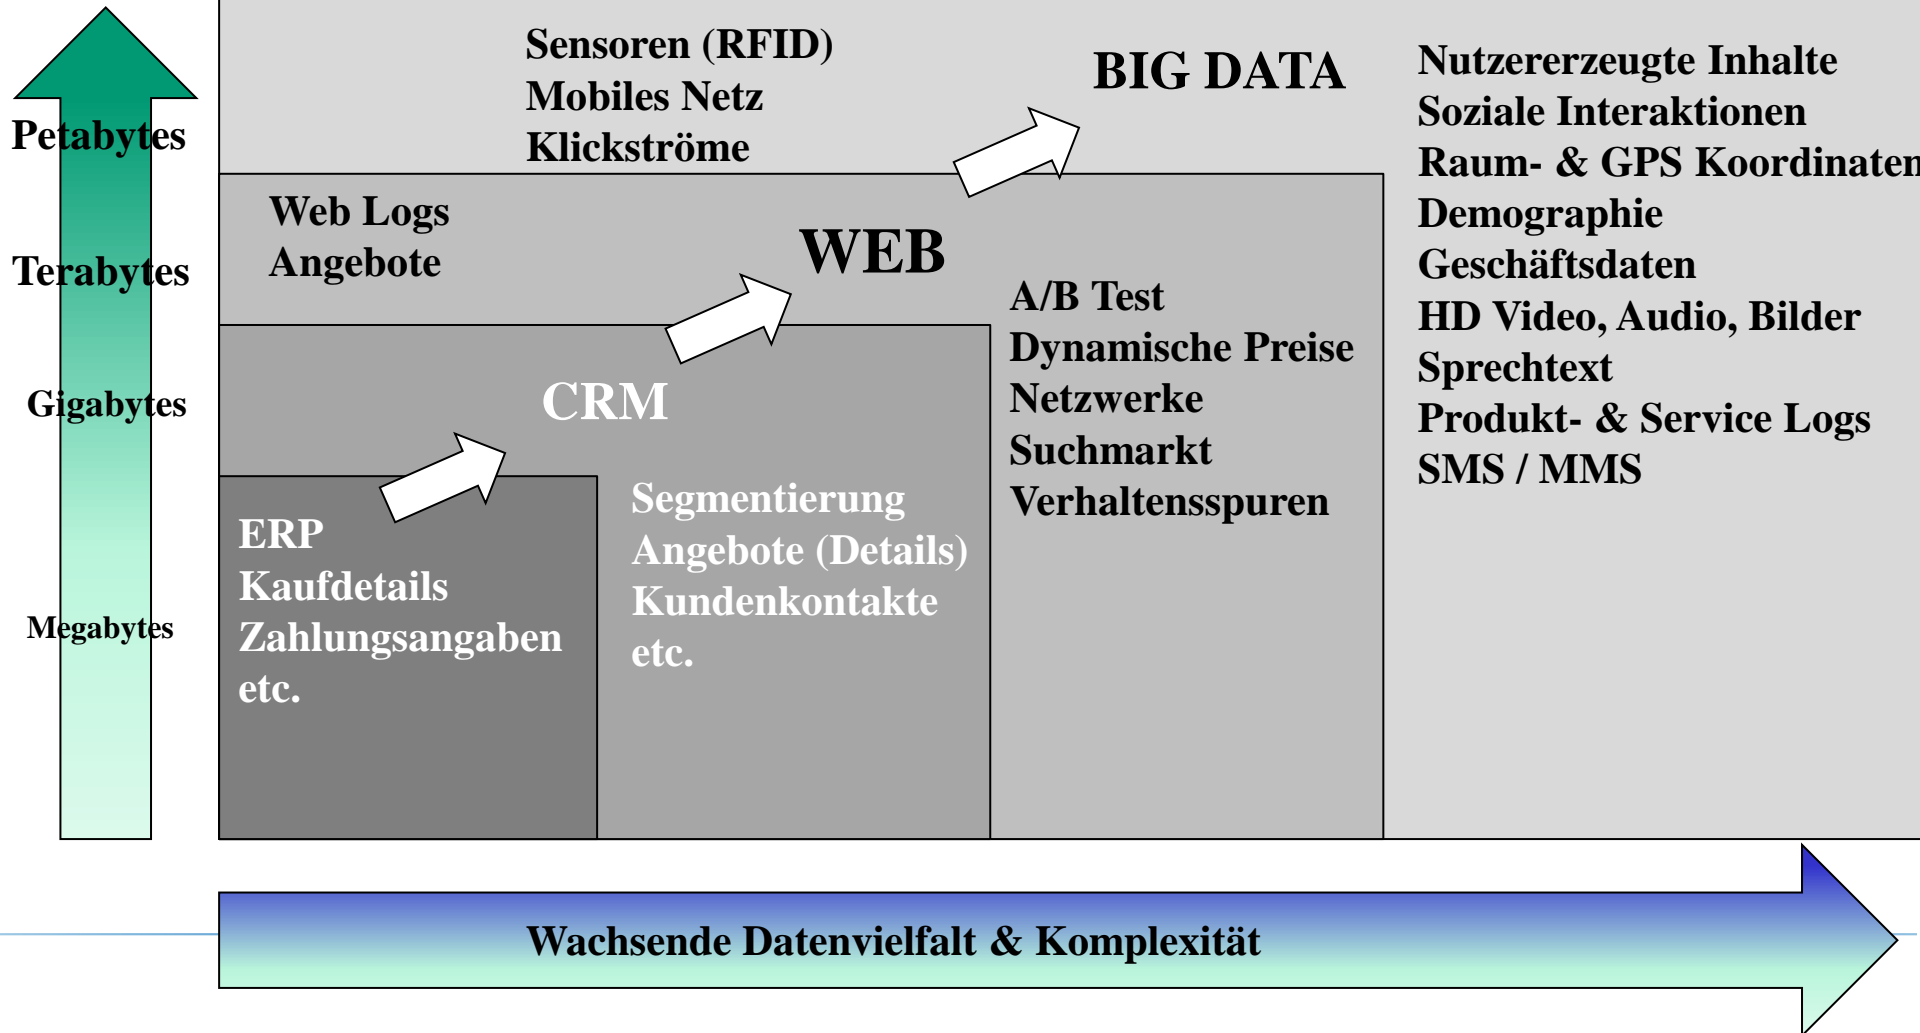 Petabytes
Terabytes
Gigabytes
Megabytes
Sensoren (RFID)
Mobiles Netz
Klickströme
BIG DATA
Nutzererzeugte Inhalte
Soziale Interaktionen
Raum- & GPS Koordinaten
Demographie
Geschäftsdaten
HD Video, Audio, Bilder
Sprechtext
Produkt- & Service Logs
SMS / MMS
Web Logs
Angebote
WEB
A/B Test
Dynamische Preise
Netzwerke
Suchmarkt
Verhaltensspuren
CRM
Segmentierung
Angebote (Details)
Kundenkontakte
etc.
ERP
Kaufdetails
Zahlungsangaben
etc.
Wachsende Datenvielfalt & Komplexität